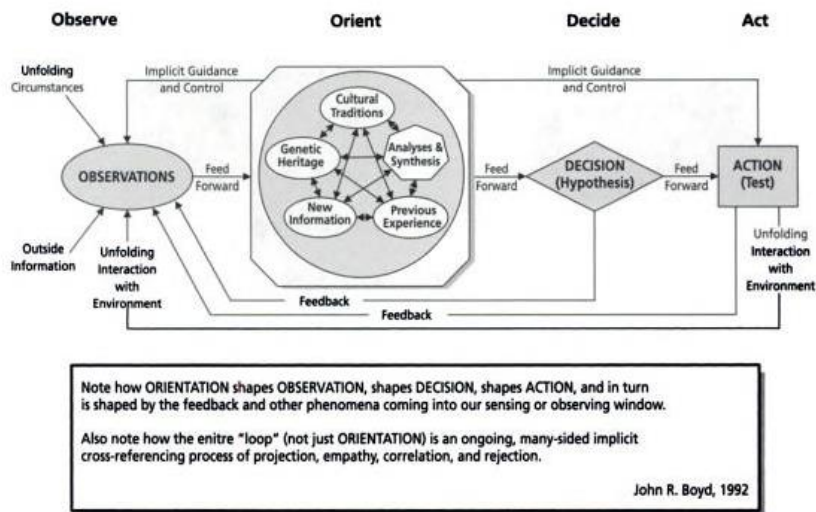 Observe
Orient
Decide
Act
Unfolding
Circumstances
Implicit Guidance
and Control
Implicit Guidance
and Control
Cultural
Traditions
Genetic
Heritage
Analyses &
Synthesis
New
Information
Previous
Experience
OBSERVATIONS
Feed
Forward
Feed
Forward
DECISION
(Hypothesis)
Feed
Forward
ACTION
(Test)
Outside
Information
Unfolding
Interaction
with
Environment
Unfolding
Interaction
with
Environment
Feedback
Feedback
Note how ORIENTATION shapes OBSERVATION, shapes DECISION, shapes ACTION, and in turn
is shaped by the feedback and other phenomena coming into our sensing or observing window.
Also note how the enitre "loop" (not just ORIENTATION) is an ongoing, many-sided implicit
cross-referencing process of projection, empathy, correlation, and rejection.
John R. Boyd, 1992